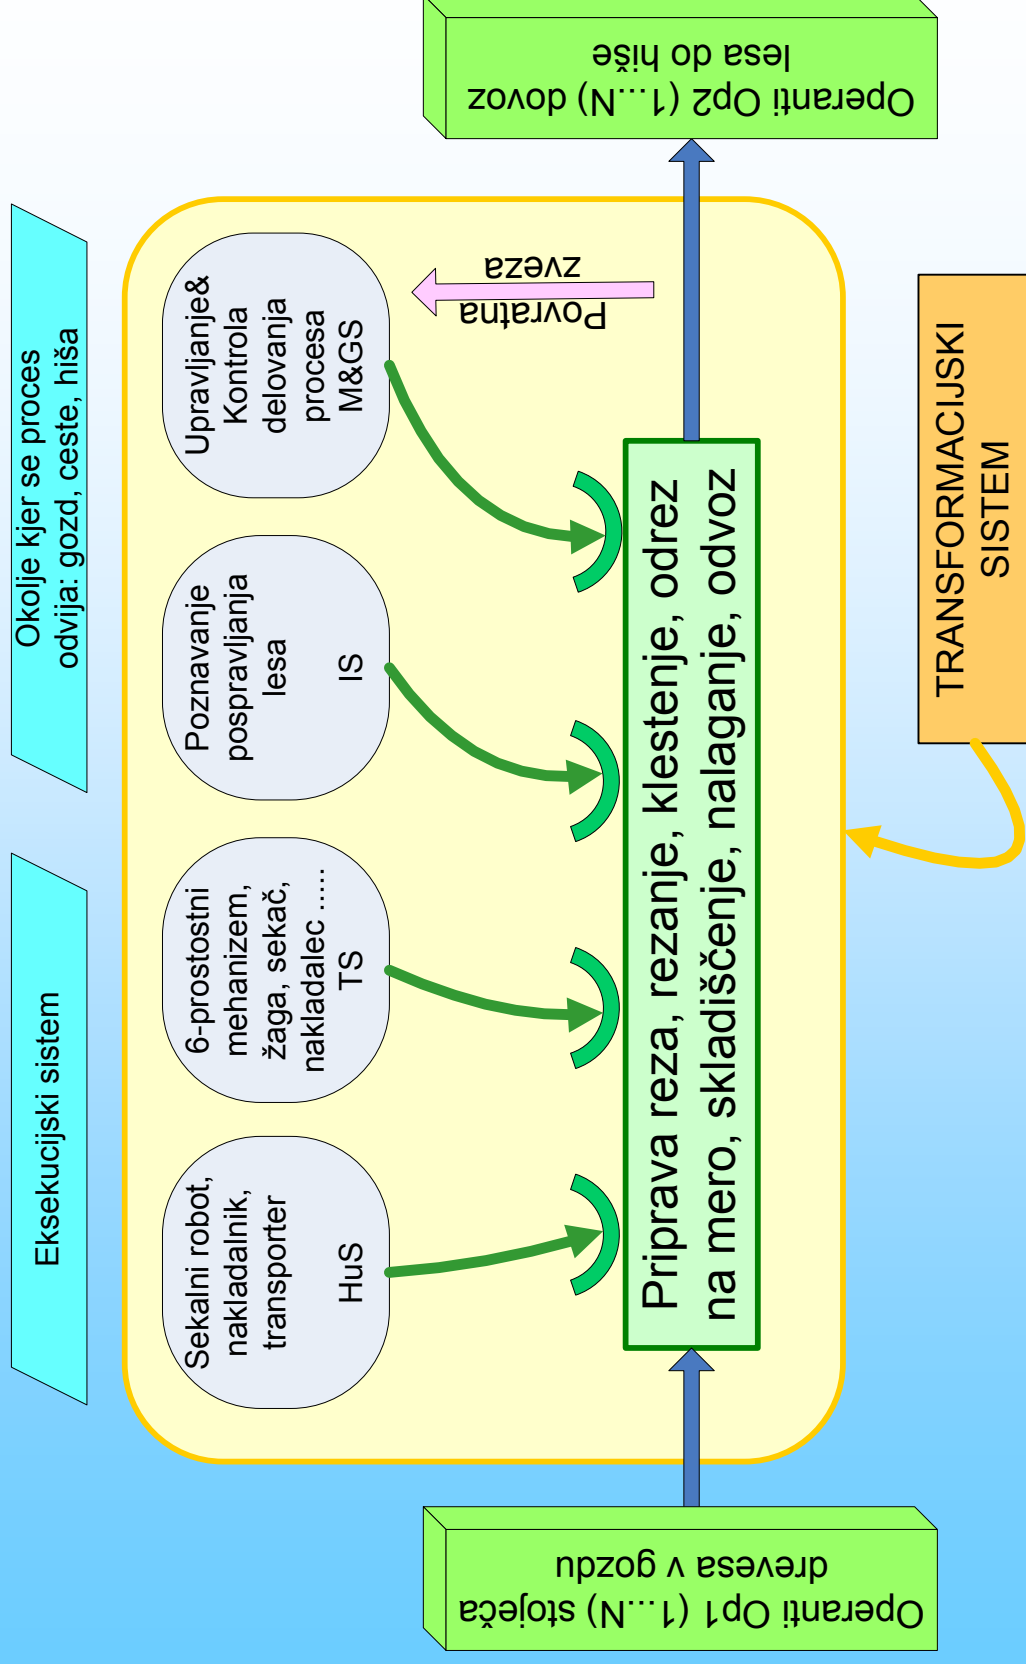 Eksekucijski sistem
Okolje kjer se proces
odvija: gozd, ceste, hiša
Sekalni robot,
nakladalnik,
transporter
HuS
6-prostostni
mehanizem,
žaga, sekač,
nakladalec .....
TS
Poznavanje
pospravljanja
lesa
IS
Upravljanje&
Kontrola
delovanja
procesa
M&GS
Povratna
zveza
Operanti Op1 (1...N) stoječa
drevesa v gozdu
Priprava reza, rezanje, klestenje, odrez
na mero, skladiščenje, nalaganje, odvoz
Operanti Op2 (1...N) dovoz
lesa do hiše
TRANSFORMACIJSKI
SISTEM